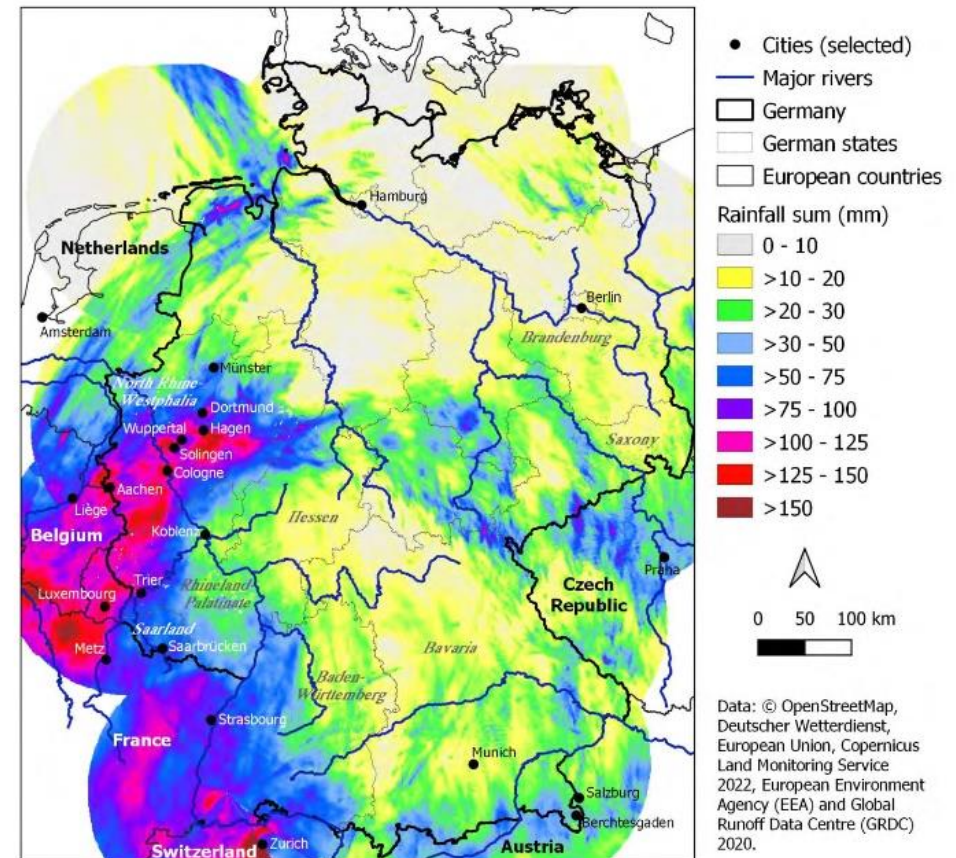 Hamburg
Netherlands
Berlin
Amsterdam
Brandenburg
Münster
North Rhine-
Westphalia
Dortmund
Wuppertal
Hagen
Saxony
Solingen
Cologne
Aachen
Liège
Hessen
Belgium
Koblenz
Praha
Trier
Czech
Republic
Luxembourg
Rhineland
Palatinate
Saarland
Metz
Saarbrücken
Bavaria
Baden-
Württemberg
Strasbourg
France
Munich
Salzburg
Berchtesgaden
Switzerland
Zurich
Austria
Cities (selected)
Major rivers
Germany
German states
European countries
Rainfall sum (mm)
0 - 10
>10 - 20
>20 - 30
>30 - 50
>50 - 75
>75 - 100
>100 - 125
>125 - 150
>150
0 50 100 km
Data: © OpenStreetMap,
Deutscher Wetterdienst,
European Union, Copernicus
Land Monitoring Service
2022, European Environment
Agency (EEA) and Global
Runoff Data Centre (GRDC)
2020.